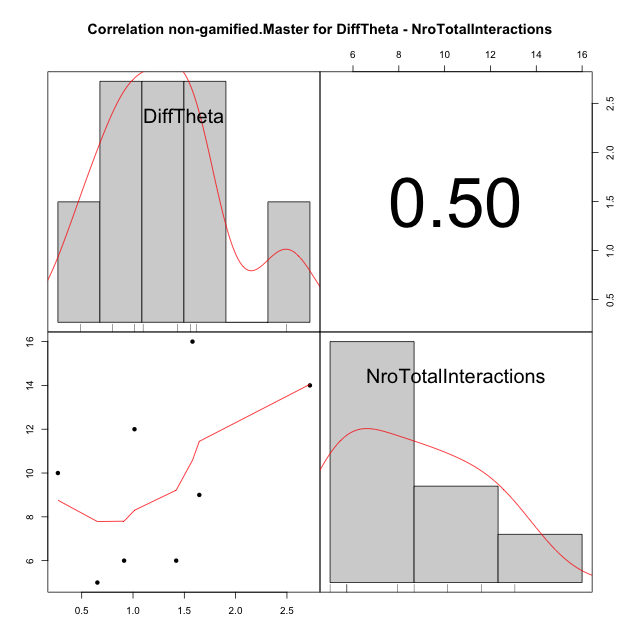 Correlation non-gamified.Master for DiffTheta - NroTotalInteractions
6 8 10 12 14 16
DiffTheta
0.50
0.5 1.0 1.5 2.0 2.5
6 8 10 12 14 16
NroTotalInteractions
0.5 1.0 1.5 2.0 2.5